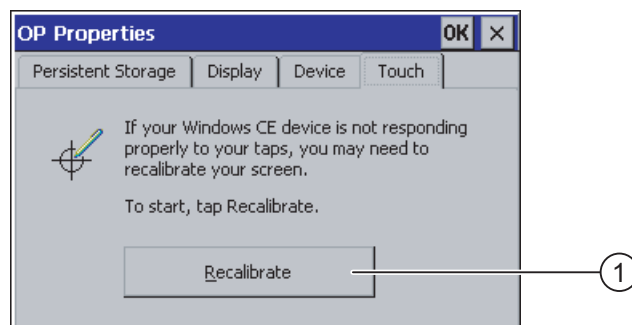 OP Properties OK ×
Persistent Storage Display Device Touch
If your Windows CE device is not responding
properly to your taps, you may need to
recalibrate your screen.
To start, tap Recalibrate.
Recalibrate
1